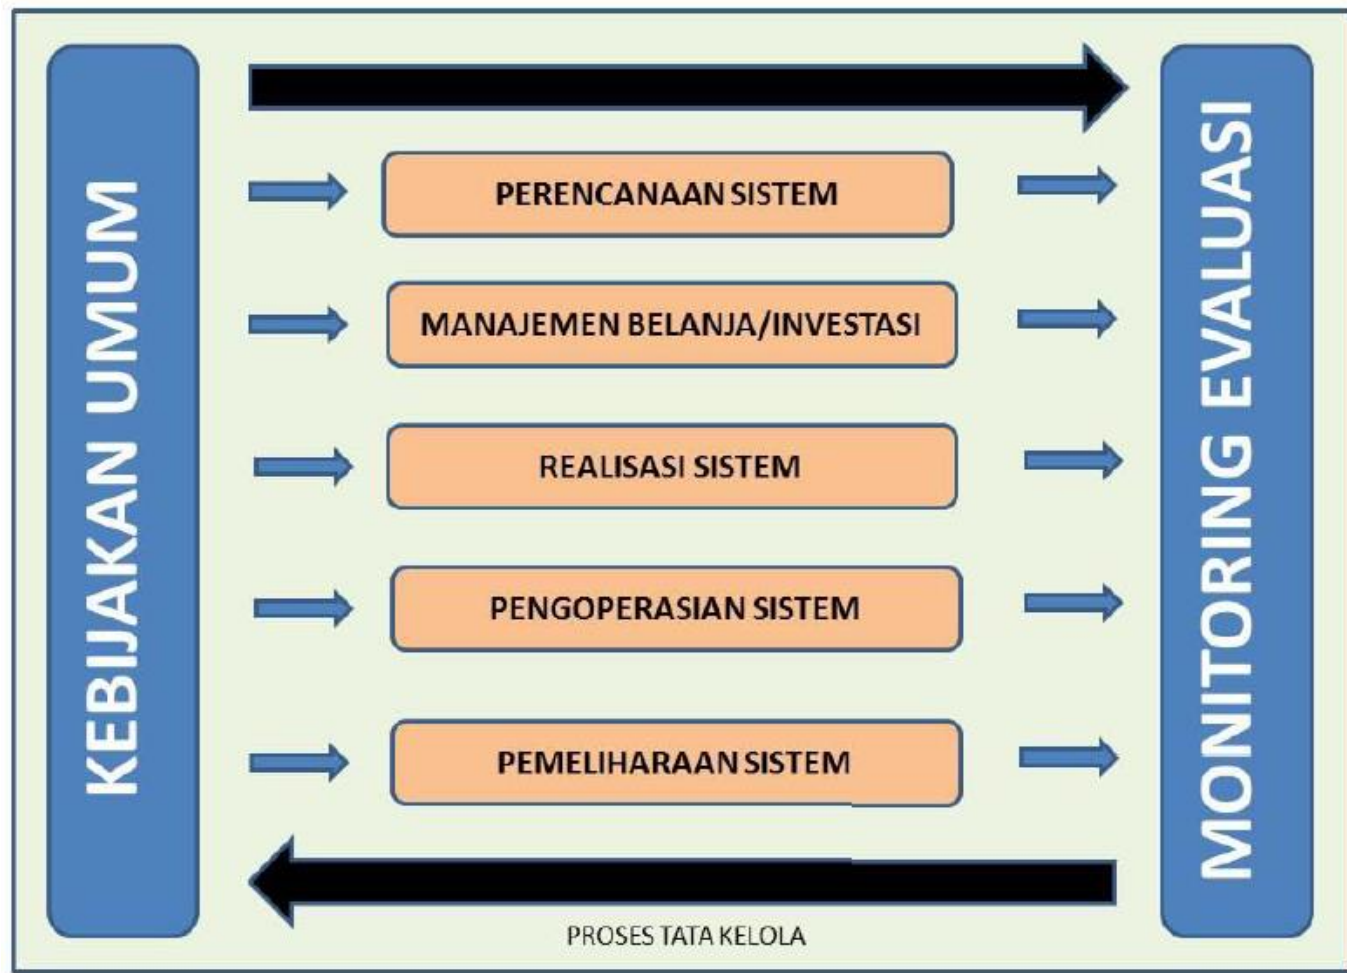 KEBIJAKAN UMUM
PERENCANAAN SISTEM
MANAJEMEN BELANJA/INVESTASI
REALISASI SISTEM
PENGOPERASIAN SISTEM
PEMELIHARAAN SISTEM
MONITORING EVALUASI
PROSES TATA KELOLA